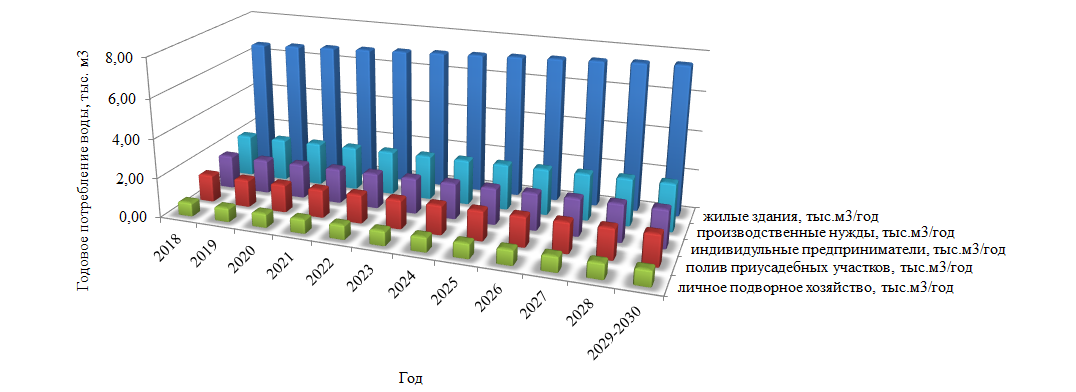 Годовое потребление воды, тыс. м3
8,00
6,00
4,00
2,00
0,00
2018
2019
2020
2021
2022
2023
2024
2025
2026
2027
2028
2029-2030
Год
жилые здания, тыс.м3/год
производственные нужды, тыс.м3/год
индивидульные предприниматели, тыс.м3/год
полив приусадебных участков, тыс.м3/год
личное подворное хозяйство, тыс.м3/год